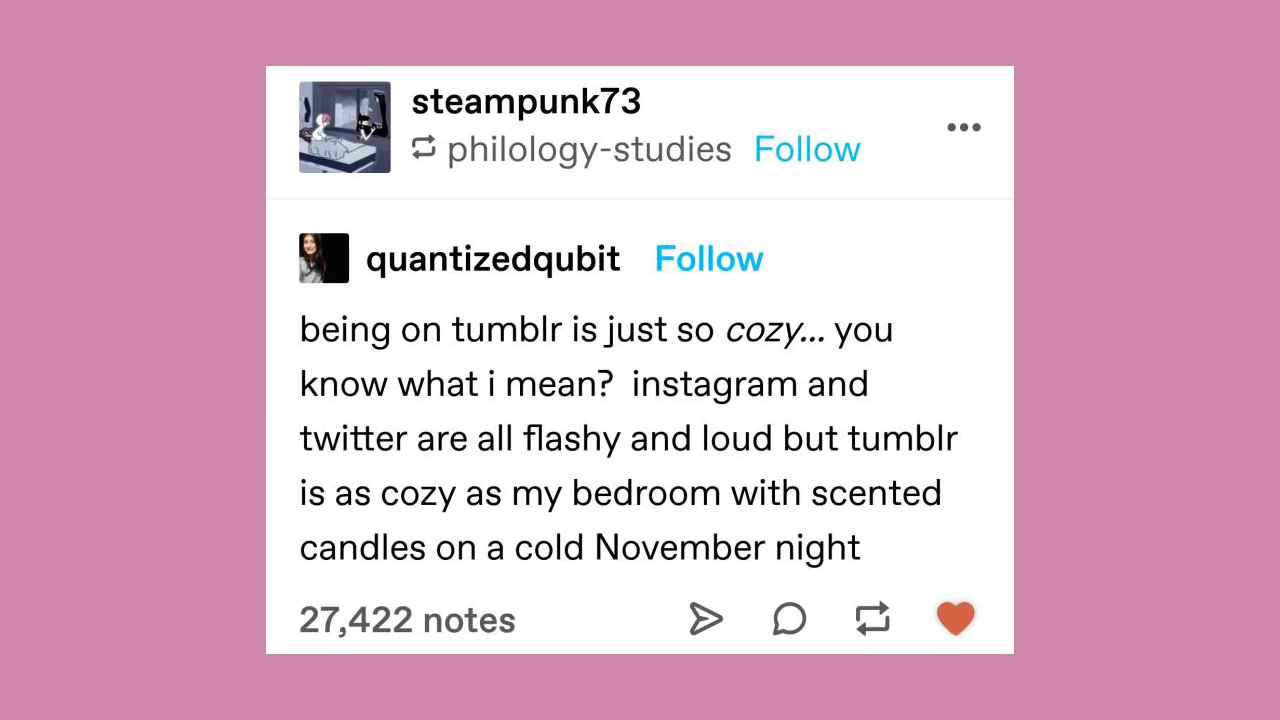 steampunk73
philology-studies Follow
quantizedqubit Follow
being on tumblr is just so cozy... you
know what i mean?  instagram and
twitter are all flashy and loud but tumblr
is as cozy as my bedroom with scented
candles on a cold November night
27,422 notes